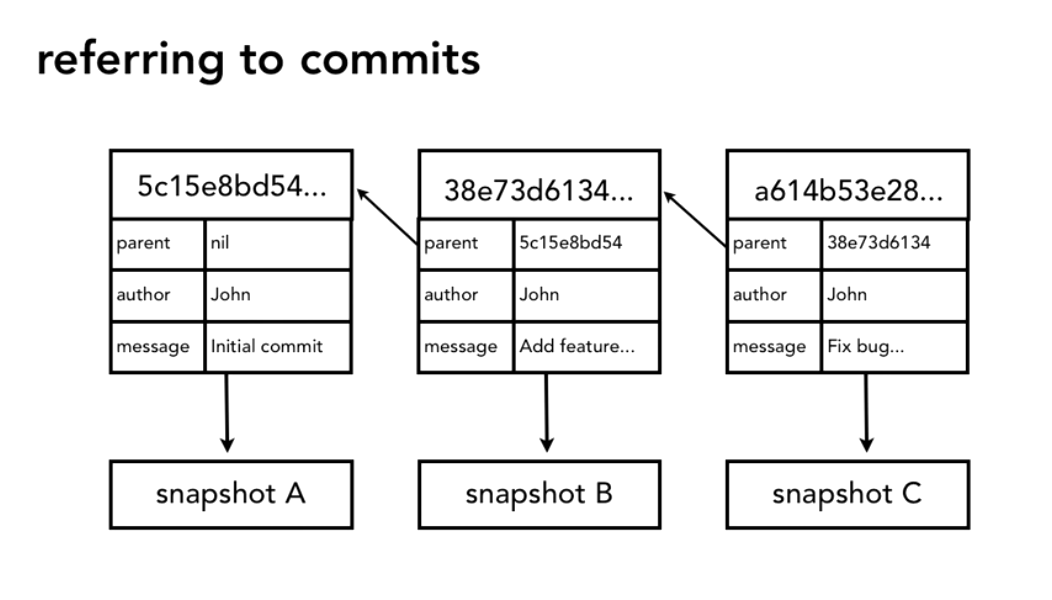 referring to commits
5c15e8bd54...
parent nil
author John
message Initial commit
snapshot A
38e73d6134...
parent 5c15e8bd54
author John
message Add feature...
snapshot B
a614b53e28...
parent 38e73d6134
author John
message Fix bug...
snapshot C